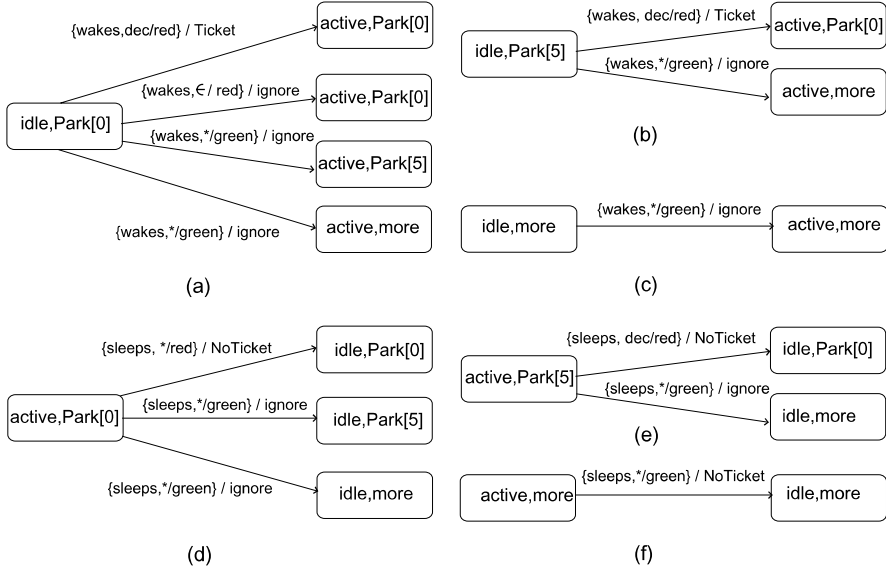 active,Park[0]
{wakes,dec/red} / Ticket
{wakes,∈/ red} / ignore
active,Park[0]
idle,Park[0]
{wakes,*/green} / ignore
active,Park[5]
{wakes,*/green} / ignore
active,more
(a)
{wakes, dec/red} / Ticket
active,Park[0]
idle,Park[5]
{wakes,*/green} / ignore
active,more
(b)
idle,more
{wakes,*/green} / ignore
active,more
(c)
{sleeps, */red} / NoTicket
idle,Park[0]
active,Park[0]
{sleeps,*/green} / ignore
idle,Park[5]
{sleeps,*/green} / ignore
idle,more
(d)
{sleeps, dec/red} / NoTicket
idle,Park[0]
active,Park[5]
{sleeps,*/green} / ignore
idle,more
(e)
active,more
{sleeps,*/green} / NoTicket
idle,more
(f)